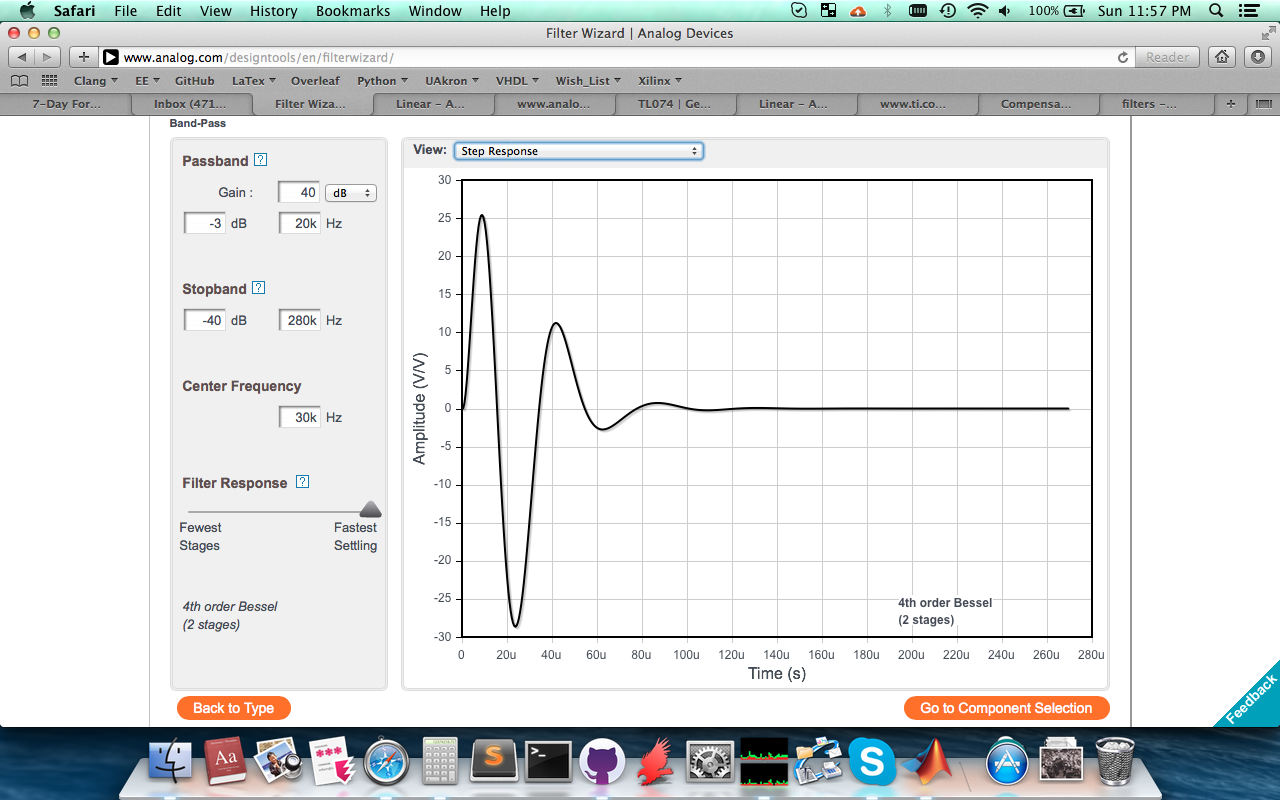 Safari File Edit View History Bookmarks Window Help 100% Sun 11:57 PM
Filter Wizard | Analog Devices
www.analog.com/designtools/en/filterwizard/ Reader
Clang EE GitHub LaTex Overleaf Python UAkron VHDL Wish_List Xilinx
7-Day For... Inbox (471... Filter Wiza... Linear – A... www.analo... TL074 | Ge... Linear – A... www.ti.co... Compensa... filters –...
Band-Pass
Passband ?
Gain : 40 dB
-3 dB 20k Hz
Stopband ?
-40 dB 280k Hz
Center Frequency
30k Hz
Filter Response ?
Fewest Stages
Fastest Settling
4th order Bessel
(2 stages)
View: Step Response
30
25
20
15
10
5
0
-5
-10
-15
-20
-25
-30
Amplitude (V/V)
4th order Bessel
(2 stages)
0 20u 40u 60u 80u 100u 120u 140u 160u 180u 200u 220u 240u 260u 280u
Time (s)
Back to Type
Go to Component Selection
Feedback
Aa
S
S